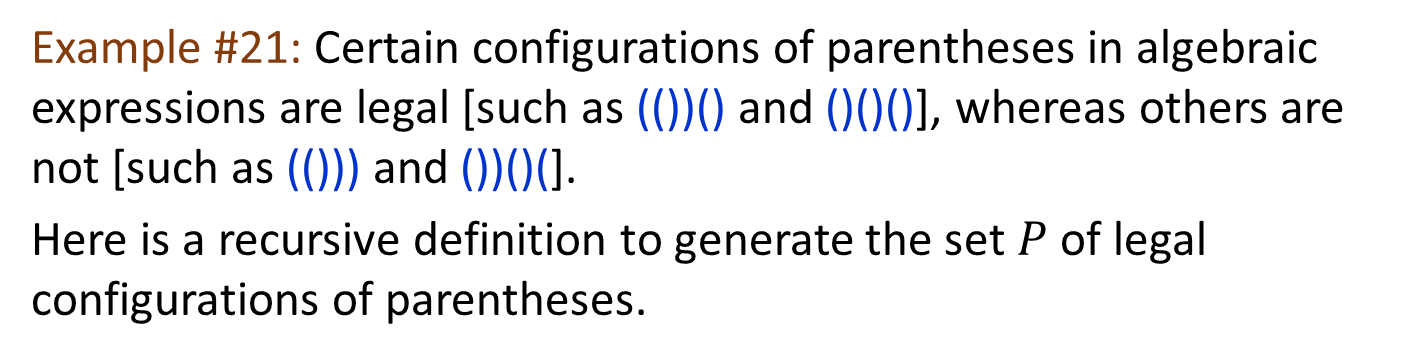 Example #21: Certain configurations of parentheses in algebraic
expressions are legal [such as (())() and ()()()], whereas others are
not [such as (())) and ())()(].
Here is a recursive definition to generate the set P of legal
configurations of parentheses.